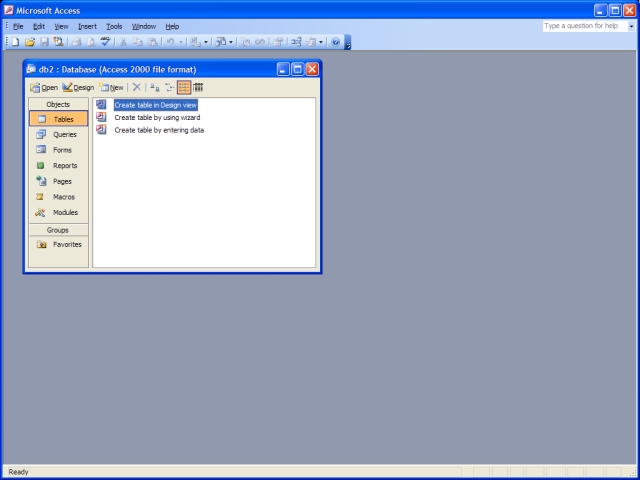 Microsoft Access
File Edit View Insert Tools Window Help
Type a question for help
db2 : Database (Access 2000 file format)
Open Design New
Objects
Tables
Queries
Forms
Reports
Pages
Macros
Modules
Groups
Favorites
Create table in Design view
Create table by using wizard
Create table by entering data
Ready